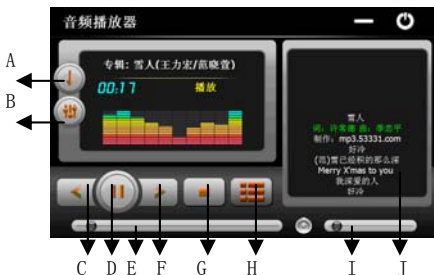 音频播放器
A
专辑: 雪人(王力宏/范晓萱)
00:17 播放
B
雪人
词: 许常德 曲: 季忠平
制作: mp3.53331.com
好冷
(范)雪已经积的那么深
Merry X'mas to you
我深爱的人
好冷
C D E F G H I J